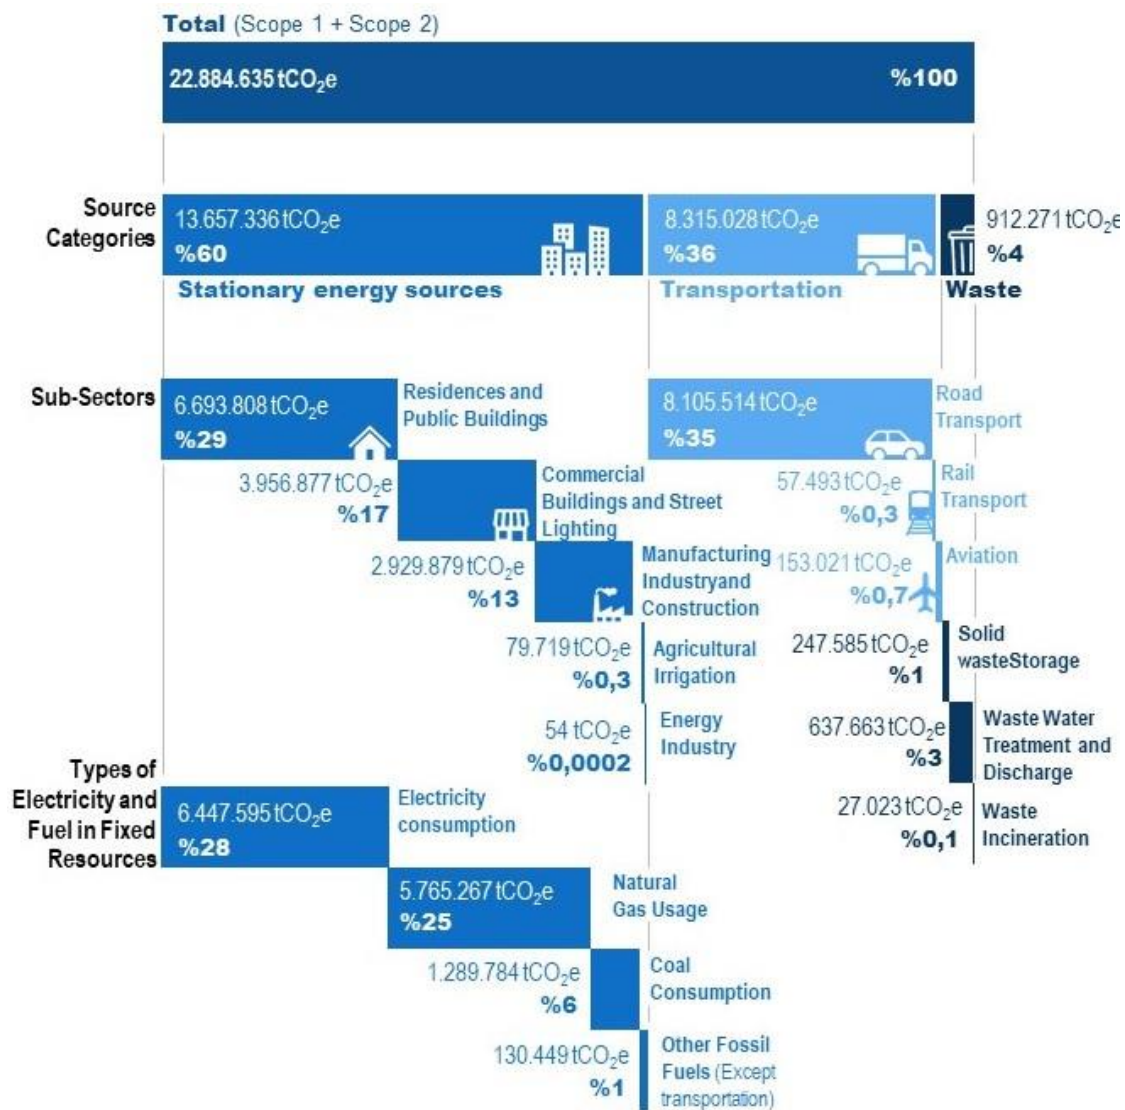 Total (Scope 1 + Scope 2)
22.884.635 tCO₂e %100
Source
Categories
13.657.336 tCO₂e
%60
Stationary energy sources
8.315.028 tCO₂e
%36
Transportation
912.271 tCO₂e
%4
Waste
Sub-Sectors
6.693.808 tCO₂e
%29
Residences and
Public Buildings
8.105.514 tCO₂e
%35
Road
Transport
3.956.877 tCO₂e
%17
Commercial
Buildings and Street
Lighting
57.493 tCO₂e
%0,3
Rail
Transport
2.929.879 tCO₂e
%13
Manufacturing
Industryand
Construction
153.021 tCO₂e
%0,7
Aviation
79.719 tCO₂e
%0,3
Agricultural
Irrigation
247.585 tCO₂e
%1
Solid
wasteStorage
54 tCO₂e
%0,0002
Energy
Industry
637.663 tCO₂e
%3
Waste Water
Treatment and
Discharge
Types of
Electricity and
Fuel in Fixed
Resources
6.447.595 tCO₂e
%28
Electricity
consumption
27.023 tCO₂e
%0,1
Waste
Incineration
5.765.267 tCO₂e
%25
Natural
Gas Usage
1.289.784 tCO₂e
%6
Coal
Consumption
130.449 tCO₂e
%1
Other Fossil
Fuels (Except
transportation)